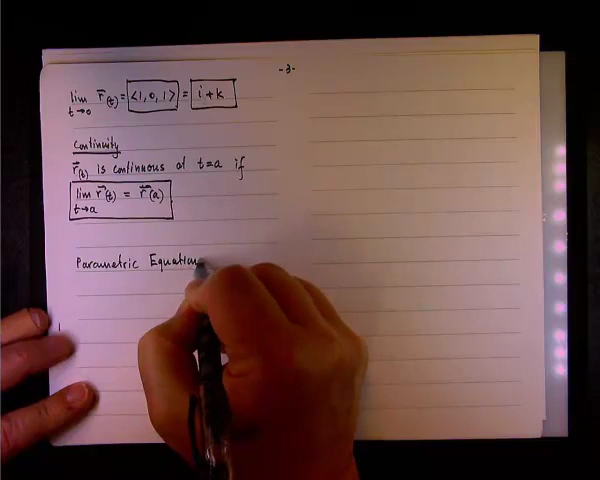 -3-
lim r⃗(t) = <1, 0, 1> = i + k
t→0
Continuity
r⃗(t) is continuous at t=a if
lim r⃗(t) = r⃗(a)
t→a
Parametric Equation